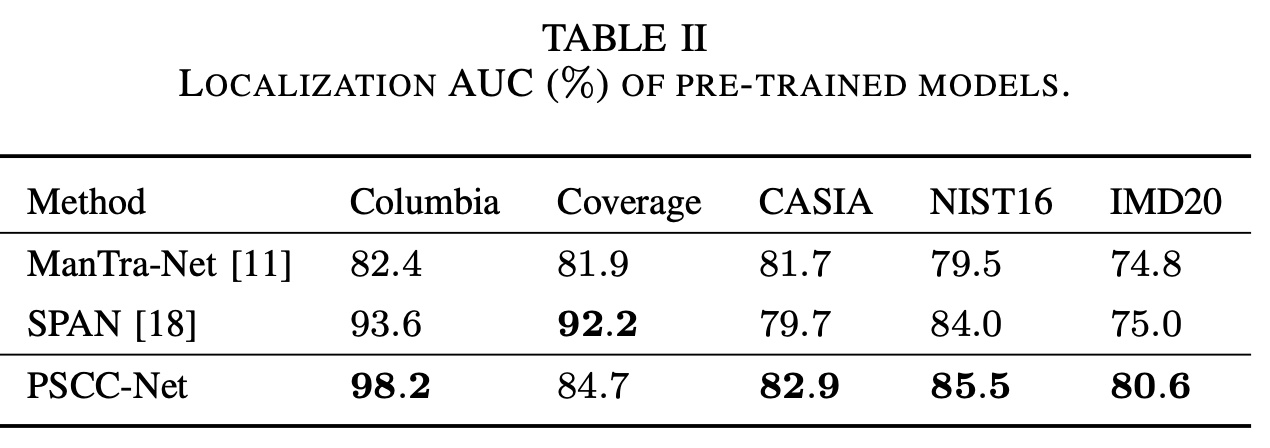 TABLE II
LOCALIZATION AUC (%) OF PRE-TRAINED MODELS.
Method Columbia Coverage CASIA NIST16 IMD20
ManTra-Net [11] 82.4 81.9 81.7 79.5 74.8
SPAN [18] 93.6 92.2 79.7 84.0 75.0
PSCC-Net 98.2 84.7 82.9 85.5 80.6